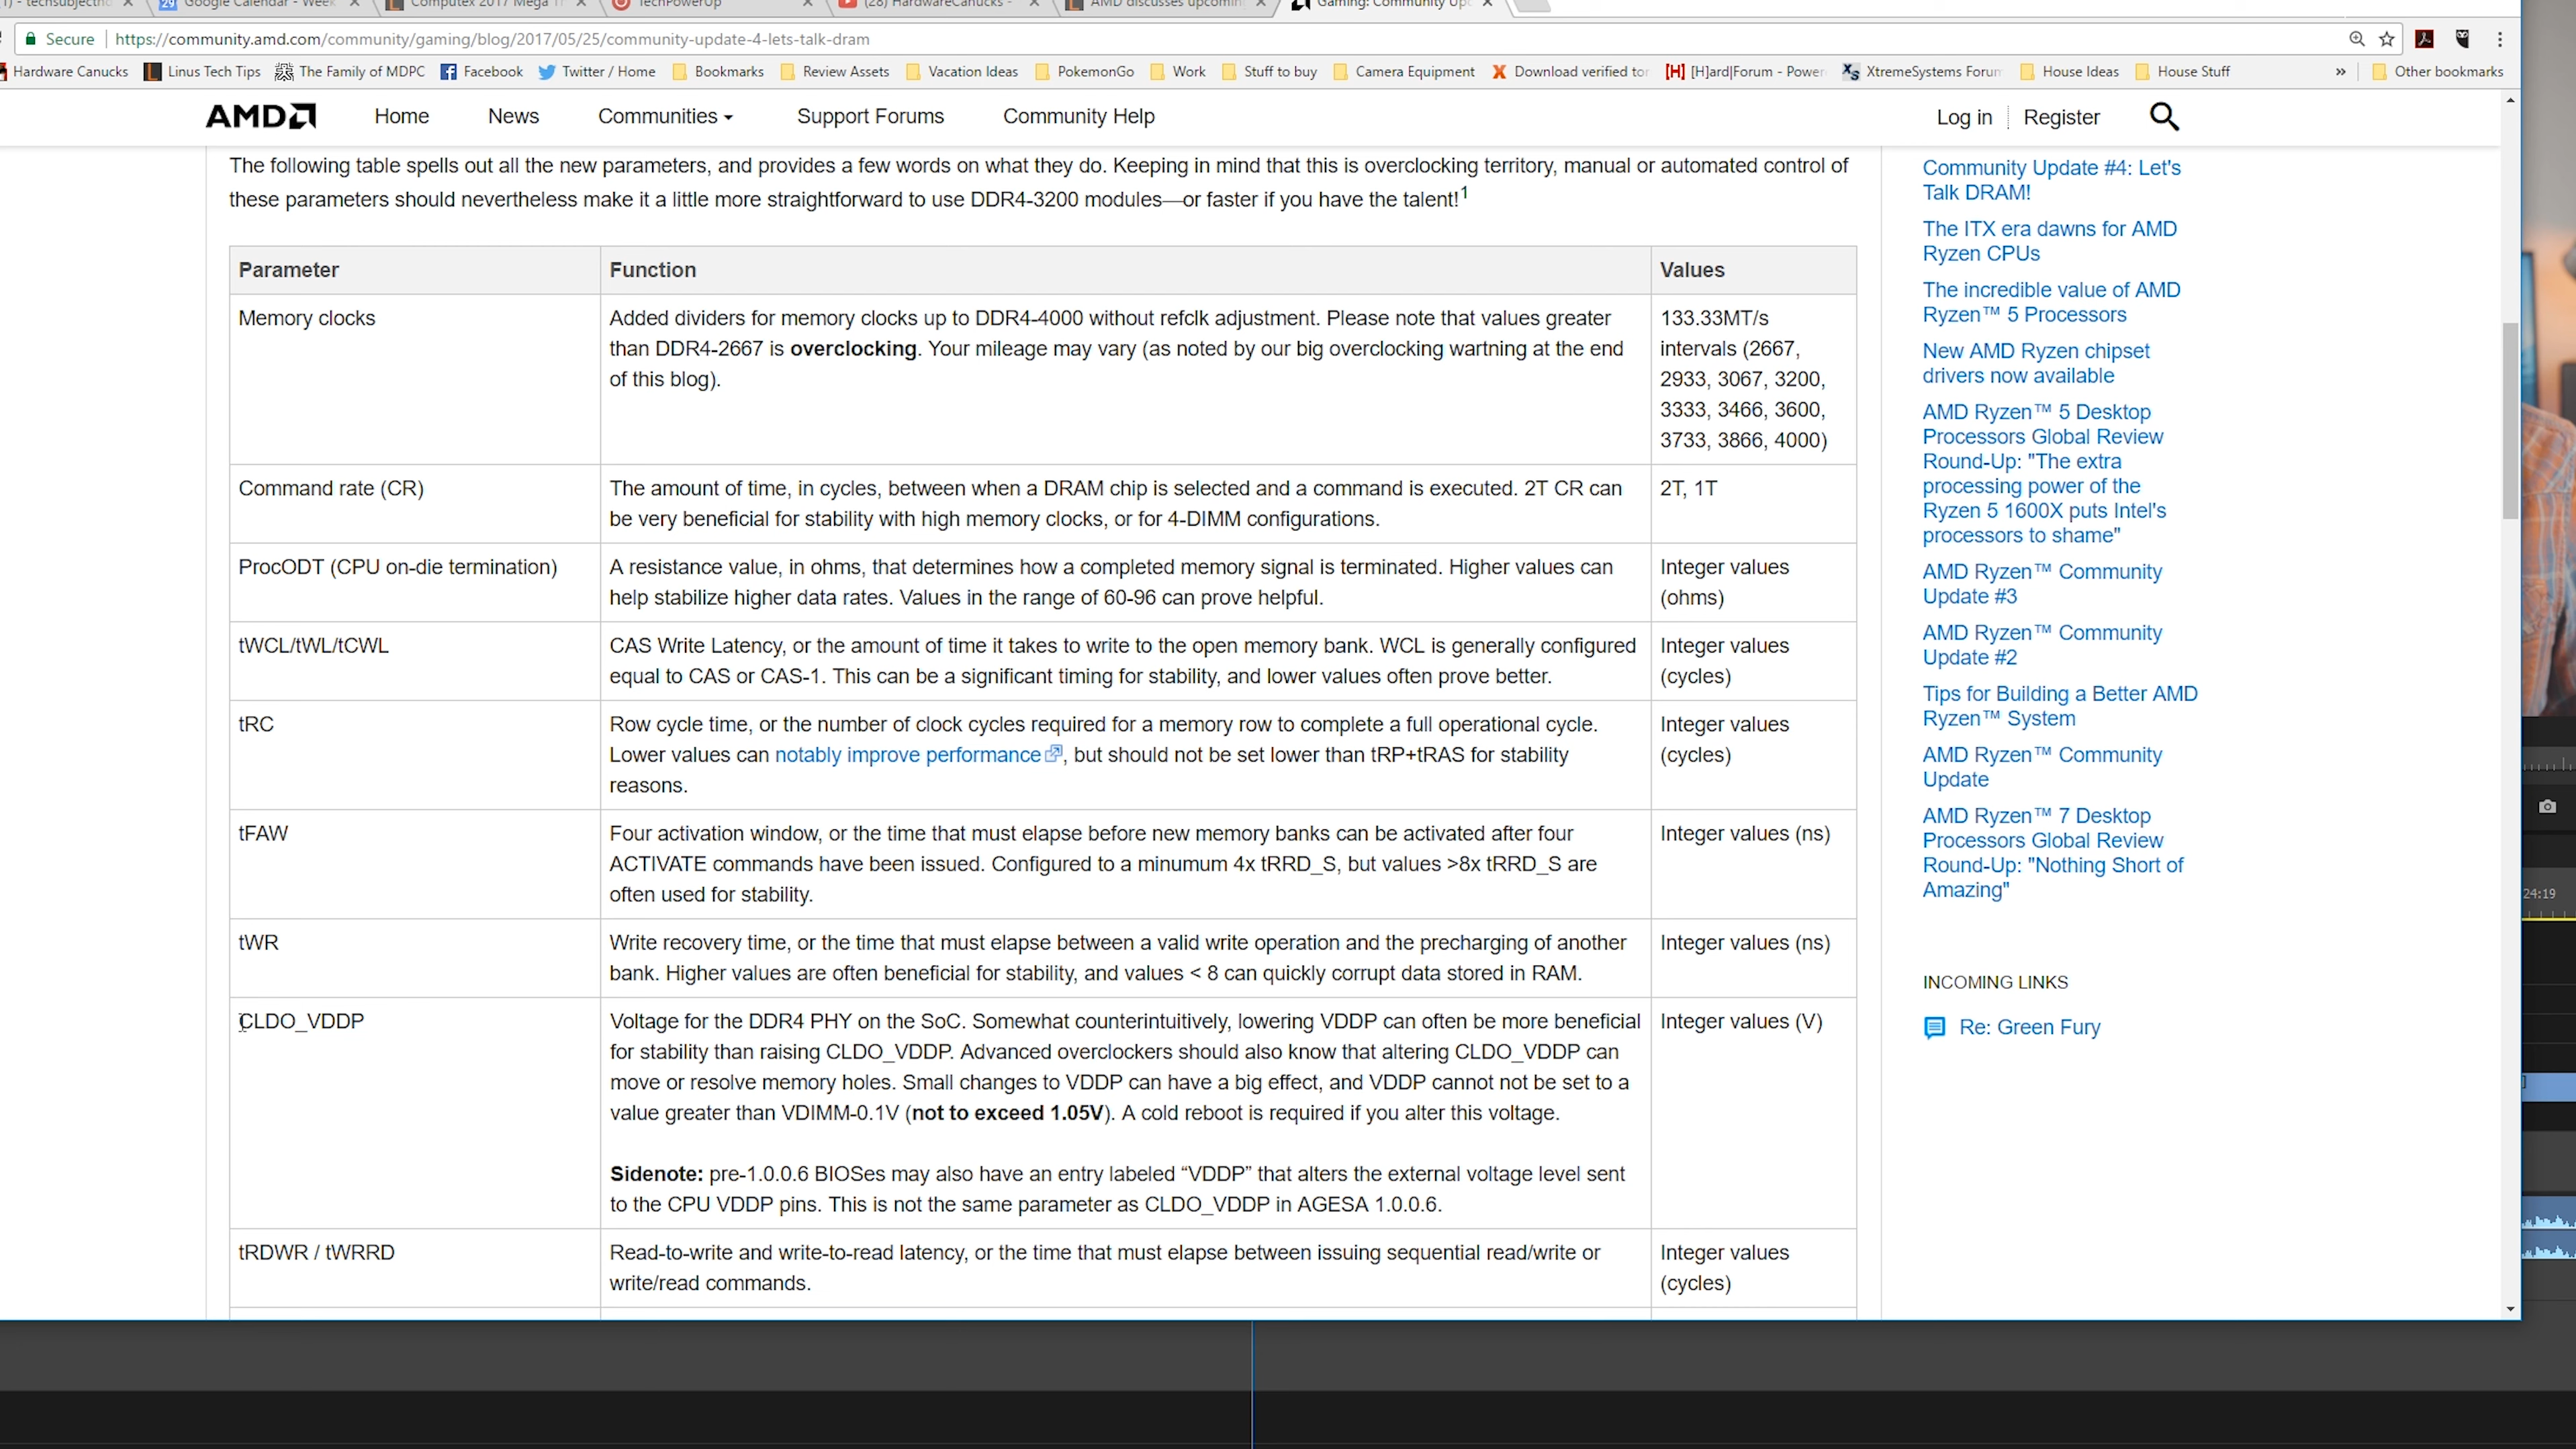 - techsubjectnc
Google Calendar - Week
Computex 2017 Mega T
TechPowerUp
(28) HardwareCanucks -
AMD discusses upcomin
Gaming: Community Up
Secure
https://community.amd.com/community/gaming/blog/2017/05/25/community-update-4-lets-talk-dram
Hardware Canucks
Linus Tech Tips
The Family of MDPC
Facebook
Twitter / Home
Bookmarks
Review Assets
Vacation Ideas
PokemonGo
Work
Stuff to buy
Camera Equipment
Download verified tor
[H]ard|Forum - Power
XtremeSystems Forum
House Ideas
House Stuff
»
Other bookmarks
AMD
Home
News
Communities
Support Forums
Community Help
Log in
Register
The following table spells out all the new parameters, and provides a few words on what they do. Keeping in mind that this is overclocking territory, manual or automated control of
these parameters should nevertheless make it a little more straightforward to use DDR4-3200 modules—or faster if you have the talent!1
Parameter
Function
Values
Memory clocks
Added dividers for memory clocks up to DDR4-4000 without refclk adjustment. Please note that values greater
than DDR4-2667 is overclocking. Your mileage may vary (as noted by our big overclocking wartning at the end
of this blog).
133.33MT/s
intervals (2667,
2933, 3067, 3200,
3333, 3466, 3600,
3733, 3866, 4000)
Command rate (CR)
The amount of time, in cycles, between when a DRAM chip is selected and a command is executed. 2T CR can
be very beneficial for stability with high memory clocks, or for 4-DIMM configurations.
2T, 1T
ProcODT (CPU on-die termination)
A resistance value, in ohms, that determines how a completed memory signal is terminated. Higher values can
help stabilize higher data rates. Values in the range of 60-96 can prove helpful.
Integer values
(ohms)
tWCL/tWL/tCWL
CAS Write Latency, or the amount of time it takes to write to the open memory bank. WCL is generally configured
equal to CAS or CAS-1. This can be a significant timing for stability, and lower values often prove better.
Integer values
(cycles)
tRC
Row cycle time, or the number of clock cycles required for a memory row to complete a full operational cycle.
Lower values can notably improve performance, but should not be set lower than tRP+tRAS for stability
reasons.
Integer values
(cycles)
tFAW
Four activation window, or the time that must elapse before new memory banks can be activated after four
ACTIVATE commands have been issued. Configured to a minumum 4x tRRD_S, but values >8x tRRD_S are
often used for stability.
Integer values (ns)
tWR
Write recovery time, or the time that must elapse between a valid write operation and the precharging of another
bank. Higher values are often beneficial for stability, and values < 8 can quickly corrupt data stored in RAM.
Integer values (ns)
CLDO_VDDP
Voltage for the DDR4 PHY on the SoC. Somewhat counterintuitively, lowering VDDP can often be more beneficial
for stability than raising CLDO_VDDP. Advanced overclockers should also know that altering CLDO_VDDP can
move or resolve memory holes. Small changes to VDDP can have a big effect, and VDDP cannot not be set to a
value greater than VDIMM-0.1V (not to exceed 1.05V). A cold reboot is required if you alter this voltage.
Sidenote: pre-1.0.0.6 BIOSes may also have an entry labeled “VDDP” that alters the external voltage level sent
to the CPU VDDP pins. This is not the same parameter as CLDO_VDDP in AGESA 1.0.0.6.
Integer values (V)
tRDWR / tWRRD
Read-to-write and write-to-read latency, or the time that must elapse between issuing sequential read/write or
write/read commands.
Integer values
(cycles)
Community Update #4: Let's
Talk DRAM!
The ITX era dawns for AMD
Ryzen CPUs
The incredible value of AMD
Ryzen™ 5 Processors
New AMD Ryzen chipset
drivers now available
AMD Ryzen™ 5 Desktop
Processors Global Review
Round-Up: "The extra
processing power of the
Ryzen 5 1600X puts Intel's
processors to shame"
AMD Ryzen™ Community
Update #3
AMD Ryzen™ Community
Update #2
Tips for Building a Better AMD
Ryzen™ System
AMD Ryzen™ Community
Update
AMD Ryzen™ 7 Desktop
Processors Global Review
Round-Up: "Nothing Short of
Amazing"
INCOMING LINKS
Re: Green Fury
24:19